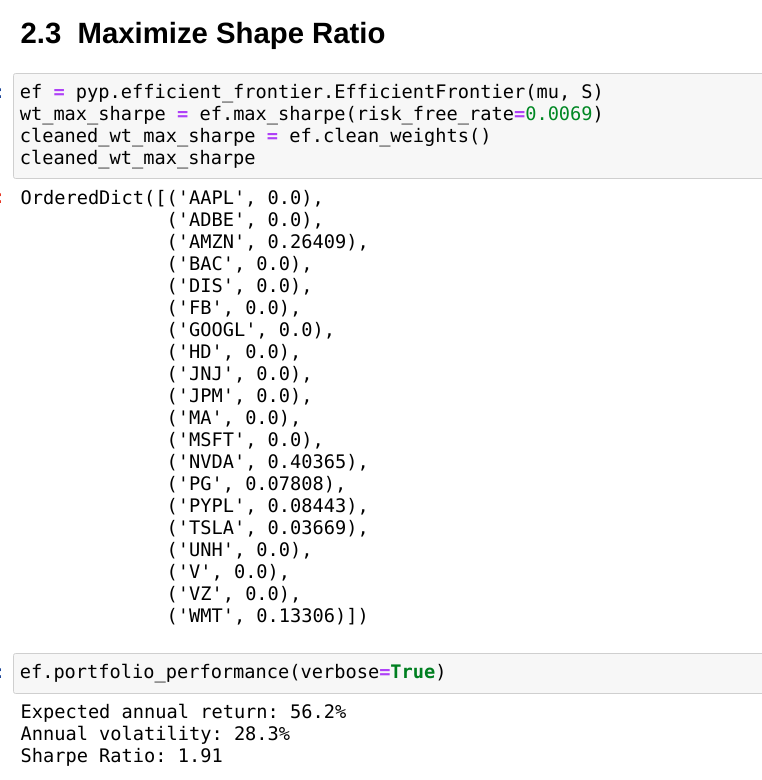 2.3 Maximize Shape Ratio
ef = pyp.efficient_frontier.EfficientFrontier(mu, S)
wt_max_sharpe = ef.max_sharpe(risk_free_rate=0.0069)
cleaned_wt_max_sharpe = ef.clean_weights()
cleaned_wt_max_sharpe
OrderedDict([('AAPL', 0.0),
('ADBE', 0.0),
('AMZN', 0.26409),
('BAC', 0.0),
('DIS', 0.0),
('FB', 0.0),
('GOOGL', 0.0),
('HD', 0.0),
('JNJ', 0.0),
('JPM', 0.0),
('MA', 0.0),
('MSFT', 0.0),
('NVDA', 0.40365),
('PG', 0.07808),
('PYPL', 0.08443),
('TSLA', 0.03669),
('UNH', 0.0),
('V', 0.0),
('VZ', 0.0),
('WMT', 0.13306)])
ef.portfolio_performance(verbose=True)
Expected annual return: 56.2%
Annual volatility: 28.3%
Sharpe Ratio: 1.91